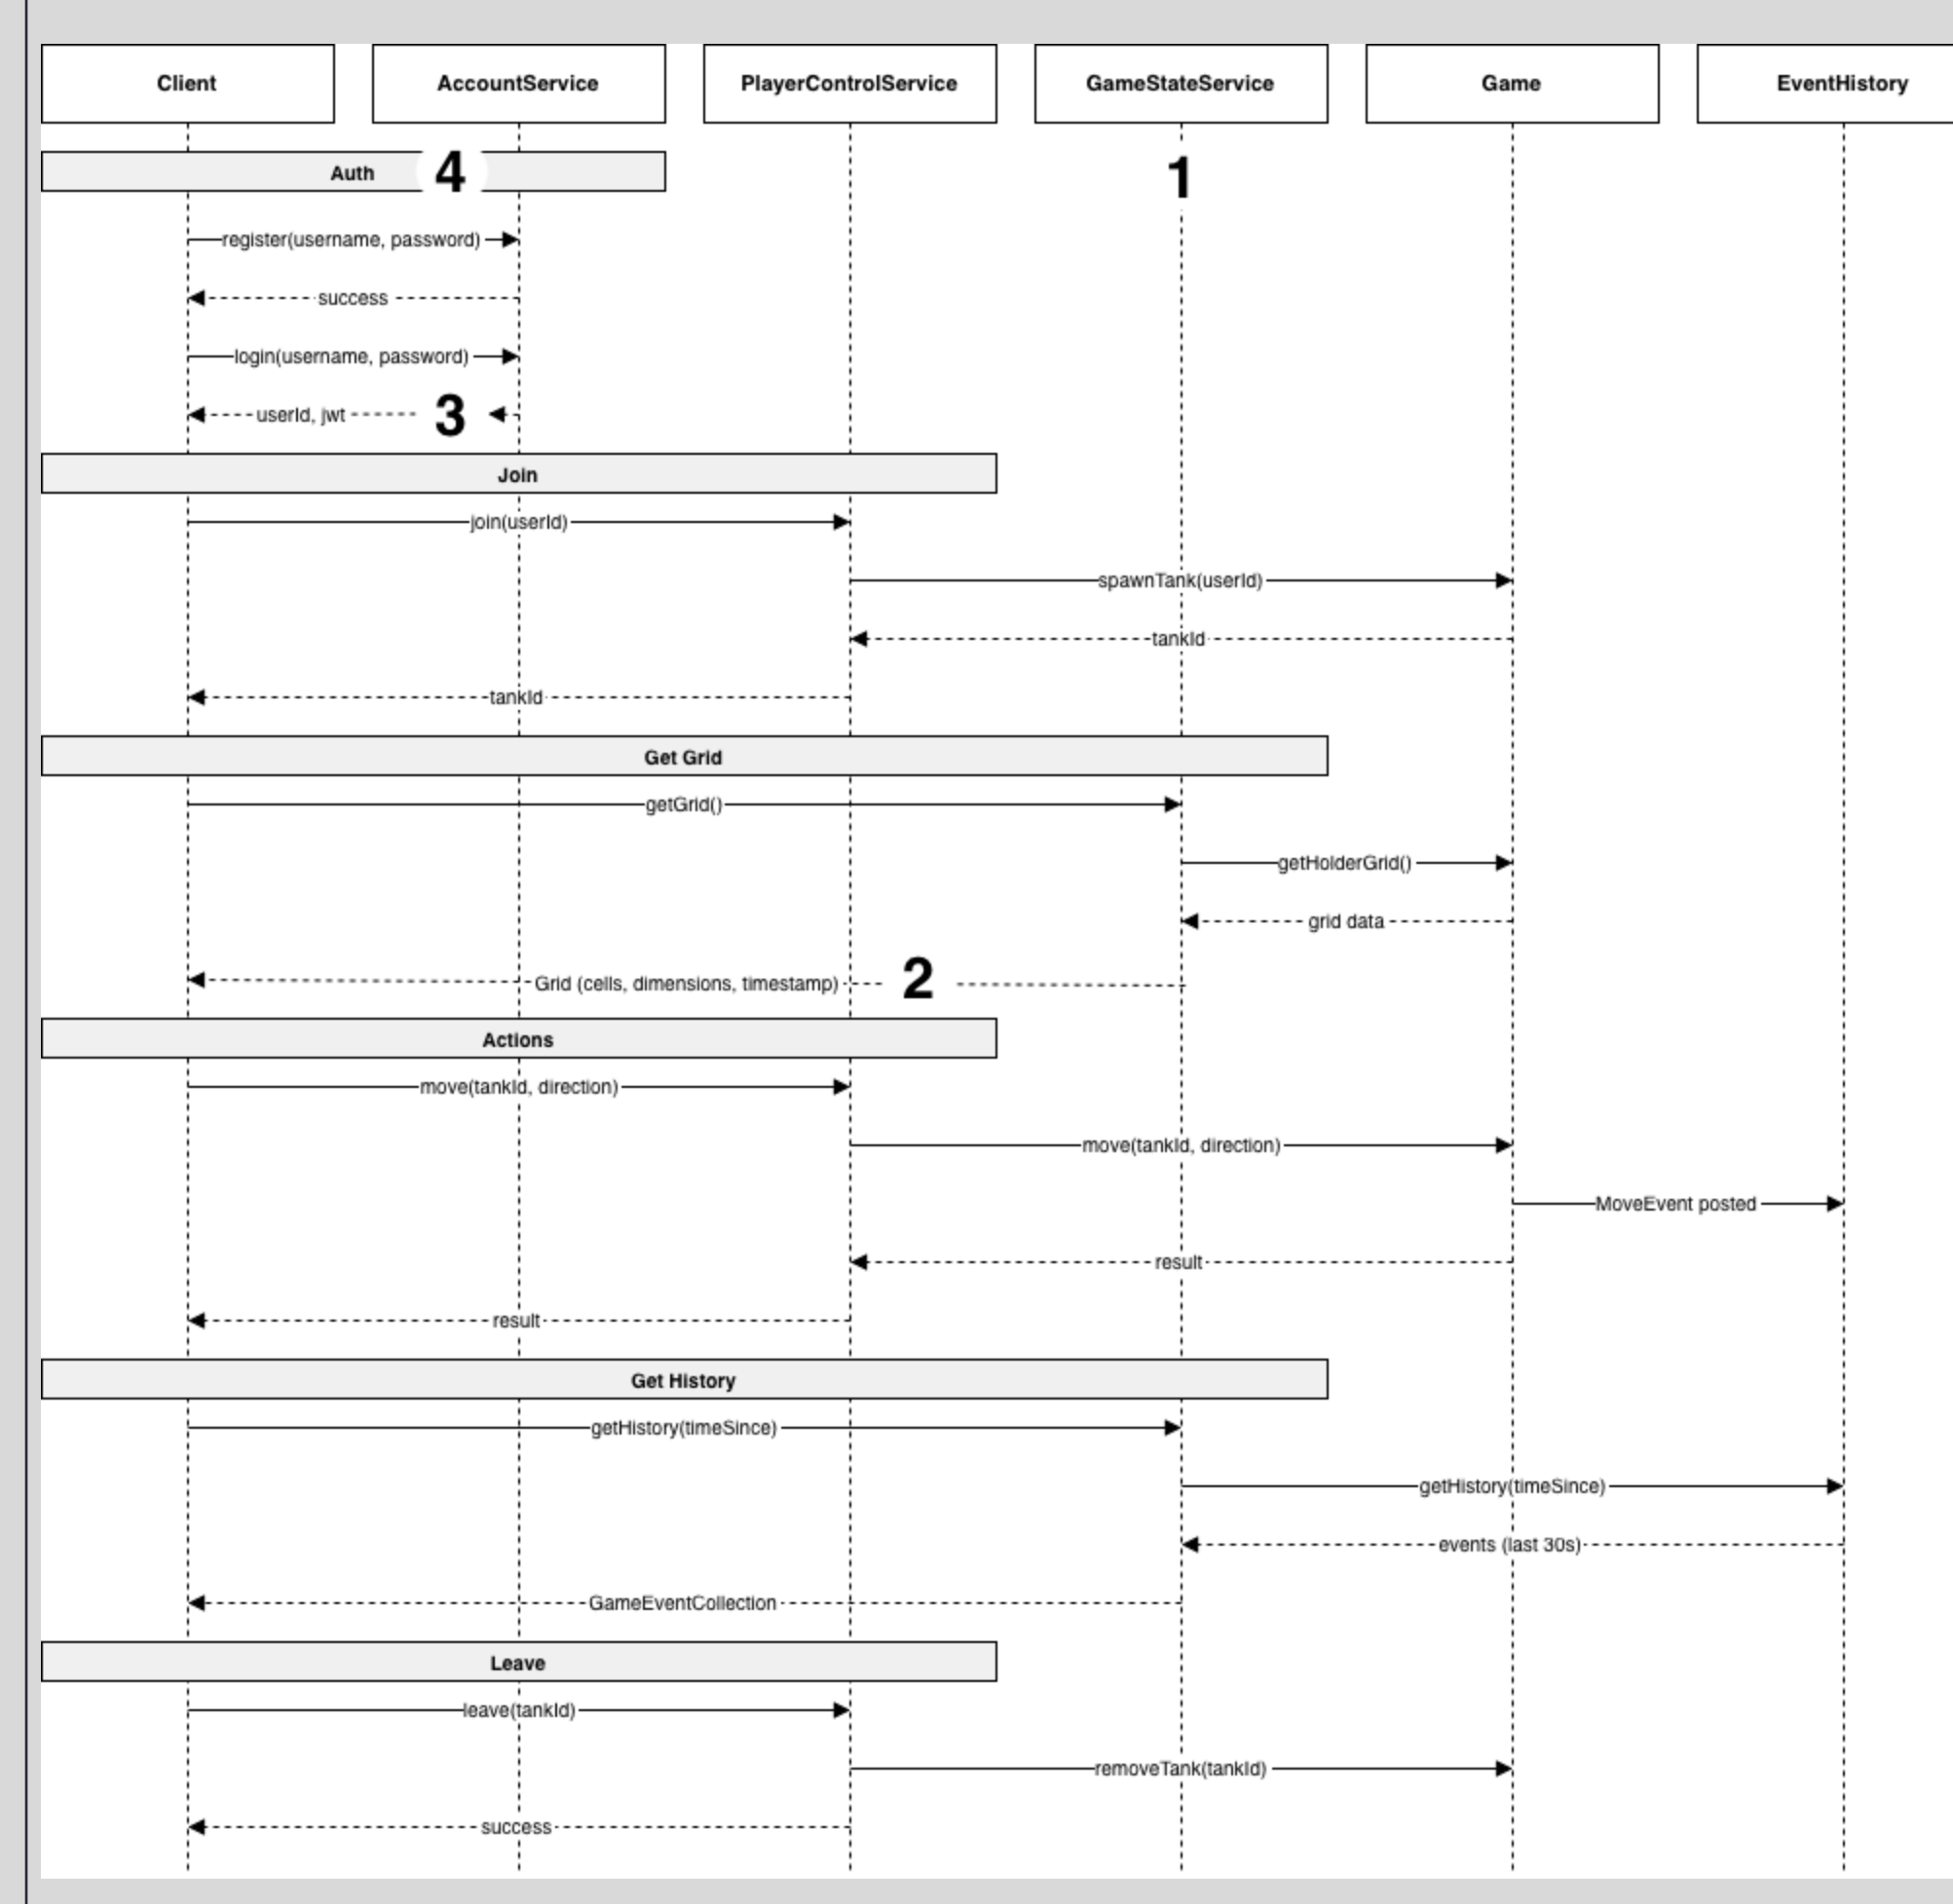 Client
AccountService
PlayerControlService
GameStateService
Game
EventHistory
Auth
4
1
register(username, password)
success
login(username, password)
userId, jwt
3
Join
join(userId)
spawnTank(userId)
tankId
tankId
Get Grid
getGrid()
getHolderGrid()
grid data
Grid (cells, dimensions, timestamp)
2
Actions
move(tankId, direction)
move(tankId, direction)
MoveEvent posted
result
result
Get History
getHistory(timeSince)
getHistory(timeSince)
events (last 30s)
GameEventCollection
Leave
leave(tankId)
removeTank(tankId)
success